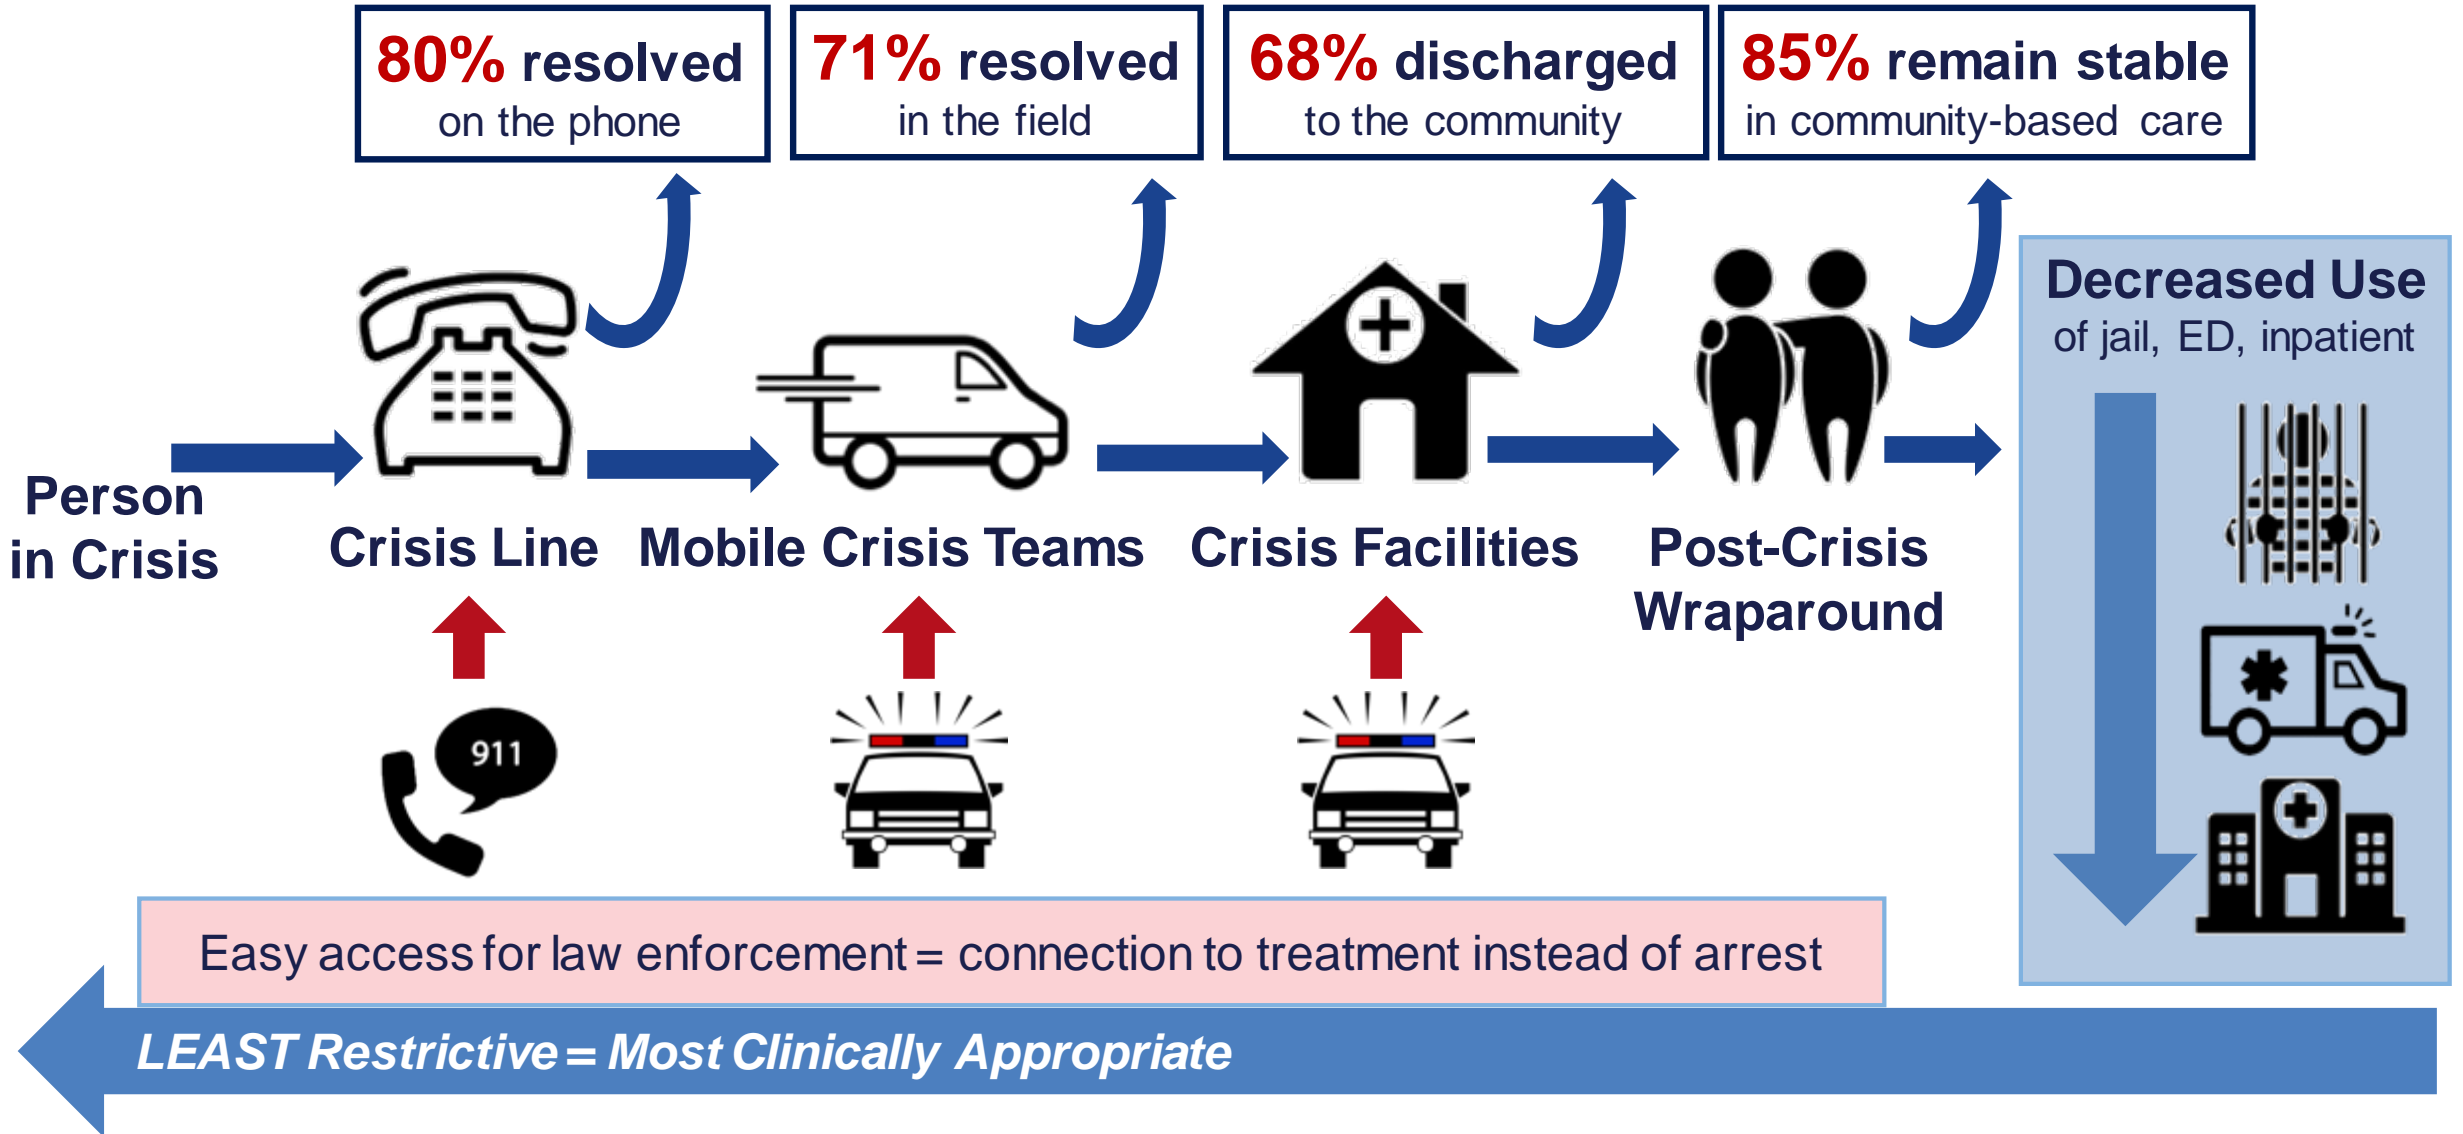 80% resolved
on the phone
71% resolved
in the field
68% discharged
to the community
85% remain stable
in community-based care
Decreased Use
of jail, ED, inpatient
Person
in Crisis
Crisis Line
Mobile Crisis Teams
Crisis Facilities
Post-Crisis
Wraparound
911
Easy access for law enforcement = connection to treatment instead of arrest
LEAST Restrictive = Most Clinically Appropriate